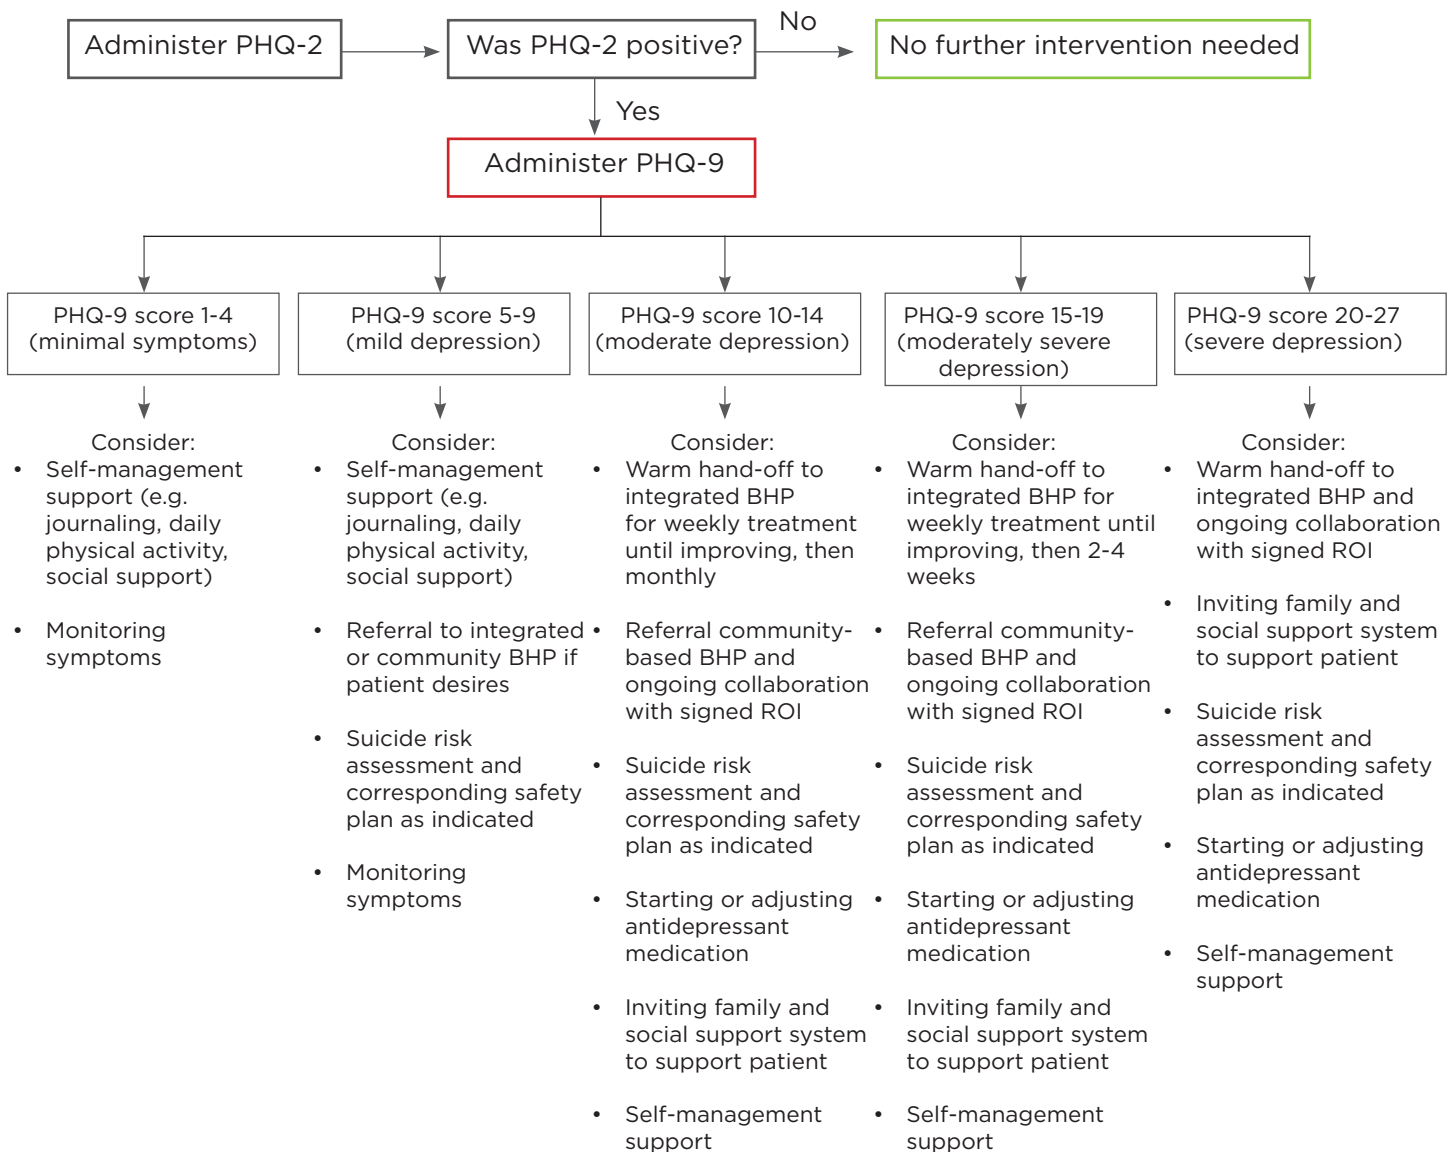 Administer PHQ-2
Was PHQ-2 positive?
No
No further intervention needed
Yes
Administer PHQ-9
PHQ-9 score 1-4
(minimal symptoms)
PHQ-9 score 5-9
(mild depression)
PHQ-9 score 10-14
(moderate depression)
PHQ-9 score 15-19
(moderately severe
depression)
PHQ-9 score 20-27
(severe depression)
Consider:
• Self-management
support (e.g.
journaling, daily
physical activity,
social support)
• Monitoring
symptoms
Consider:
• Self-management
support (e.g.
journaling, daily
physical activity,
social support)
• Referral to integrated
or community BHP if
patient desires
• Suicide risk
assessment and
corresponding safety
plan as indicated
• Monitoring
symptoms
Consider:
• Warm hand-off to
integrated BHP
for weekly treatment
until improving, then
monthly
• Referral community-
based BHP and
ongoing collaboration
with signed ROI
• Suicide risk
assessment and
corresponding safety
plan as indicated
• Starting or adjusting
antidepressant
medication
• Inviting family and
social support system
to support patient
• Self-management
support
Consider:
• Warm hand-off to
integrated BHP for
weekly treatment until
improving, then 2-4
weeks
• Referral community-
based BHP and
ongoing collaboration
with signed ROI
• Suicide risk
assessment and
corresponding safety
plan as indicated
• Starting or adjusting
antidepressant
medication
• Inviting family and
social support system
to support patient
• Self-management
support
Consider:
• Warm hand-off to
integrated BHP and
ongoing collaboration
with signed ROI
• Inviting family and
social support system
to support patient
• Suicide risk
assessment and
corresponding safety
plan as indicated
• Starting or adjusting
antidepressant
medication
• Self-management
support